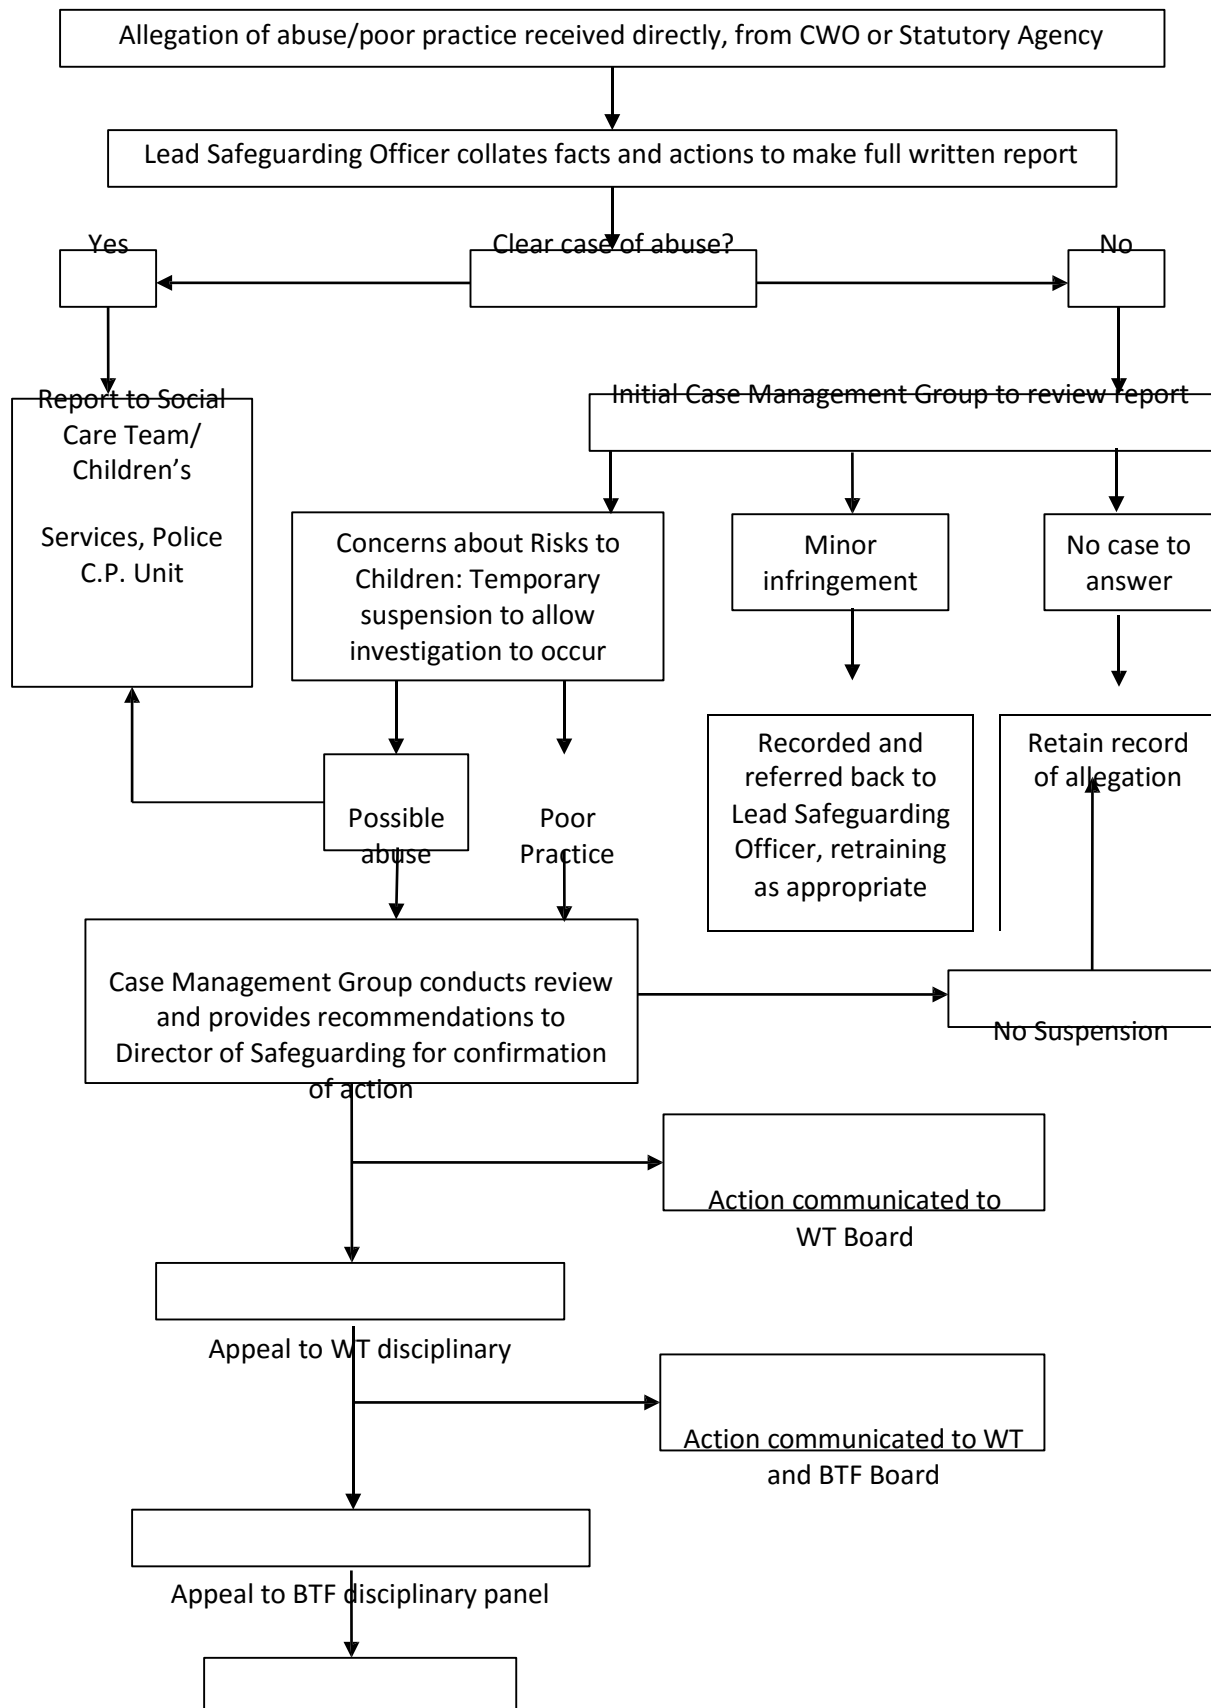 Allegation of abuse/poor practice received directly, from CWO or Statutory Agency
Lead Safeguarding Officer collates facts and actions to make full written report
Yes
Clear case of abuse?
No
Report to Social
Care Team/
Children’s
Services, Police
C.P. Unit
Initial Case Management Group to review report
Concerns about Risks to
Children: Temporary
suspension to allow
investigation to occur
Minor
infringement
No case to
answer
Possible
abuse
Poor
Practice
Recorded and
referred back to
Lead Safeguarding
Officer, retraining
as appropriate
Retain record
of allegation
Case Management Group conducts review
and provides recommendations to
Director of Safeguarding for confirmation
of action
No Suspension
Action communicated to
WT Board
Appeal to WT disciplinary
Action communicated to WT
and BTF Board
Appeal to BTF disciplinary panel